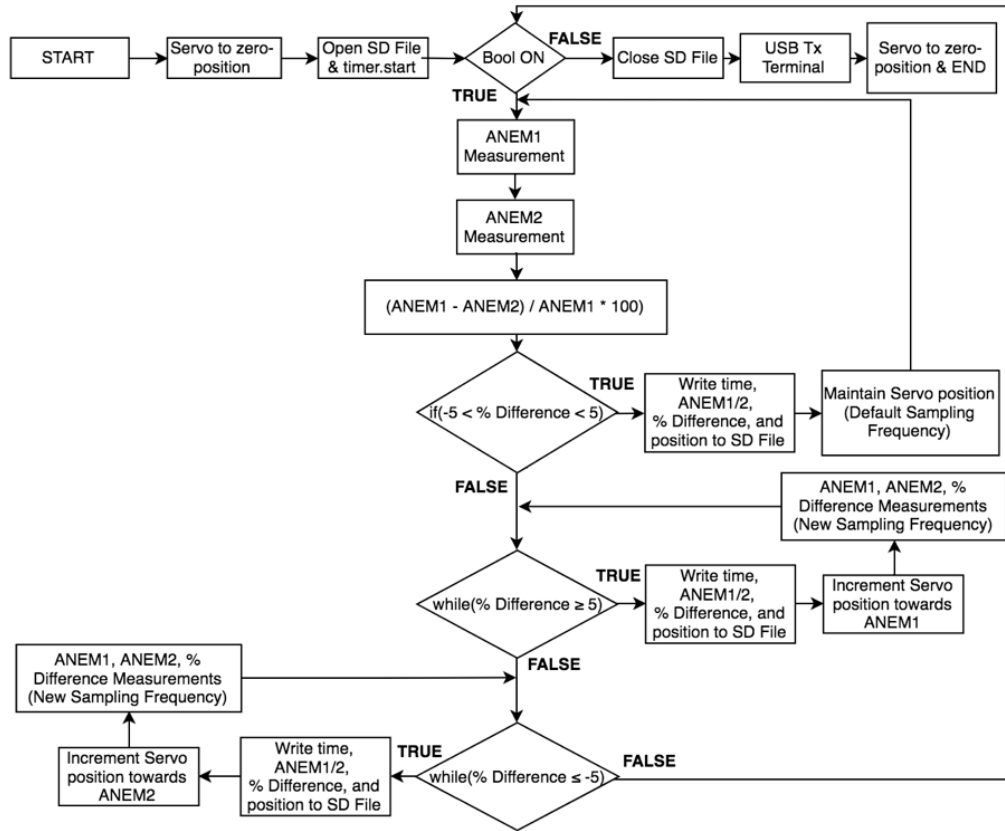 START
Servo to zero-
position
Open SD File
& timer.start
Bool ON
FALSE
Close SD File
USB Tx
Terminal
Servo to zero-
position & END
TRUE
ANEM1
Measurement
ANEM2
Measurement
(ANEM1 - ANEM2) / ANEM1 * 100)
if(-5 < % Difference < 5)
TRUE
Write time,
ANEM1/2,
% Difference, and
position to SD File
Maintain Servo position
(Default Sampling
Frequency)
FALSE
ANEM1, ANEM2, %
Difference Measurements
(New Sampling Frequency)
while(% Difference ≥ 5)
TRUE
Write time,
ANEM1/2,
% Difference, and
position to SD File
Increment Servo
position towards
ANEM1
FALSE
ANEM1, ANEM2, %
Difference Measurements
(New Sampling Frequency)
Increment Servo
position towards
ANEM2
Write time,
ANEM1/2,
% Difference, and
position to SD File
TRUE
while(% Difference ≤ -5)
FALSE